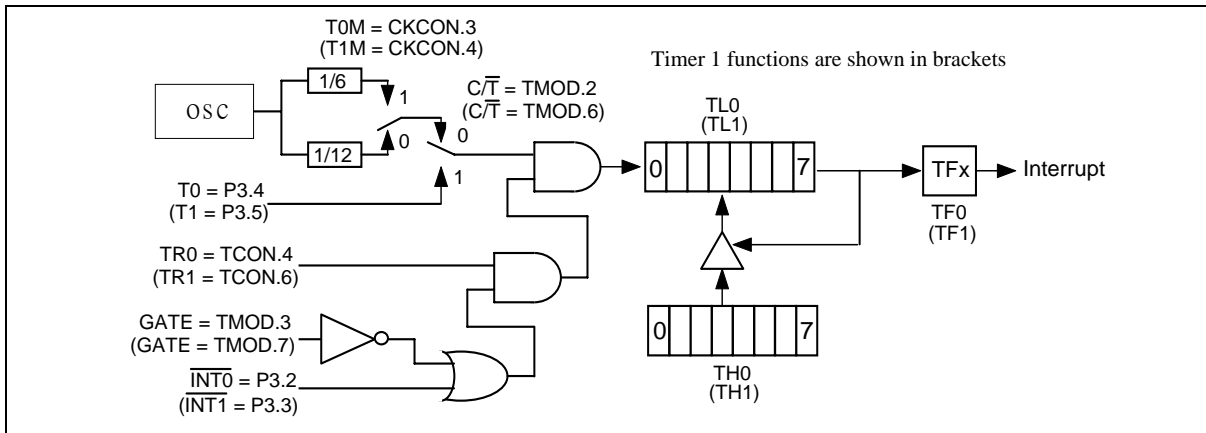 T0M = CKCON.3
(T1M = CKCON.4)
Timer 1 functions are shown in brackets
1/6
C/T̅ = TMOD.2
(C/T̅ = TMOD.6)
OSC
1
0
1/12
0
1
TL0
(TL1)
0 7
TFx
Interrupt
TF0
(TF1)
T0 = P3.4
(T1 = P3.5)
TR0 = TCON.4
(TR1 = TCON.6)
GATE = TMOD.3
(GATE = TMOD.7)
0 7
TH0
(TH1)
I̅N̅T̅0̅ = P3.2
(I̅N̅T̅1̅ = P3.3)